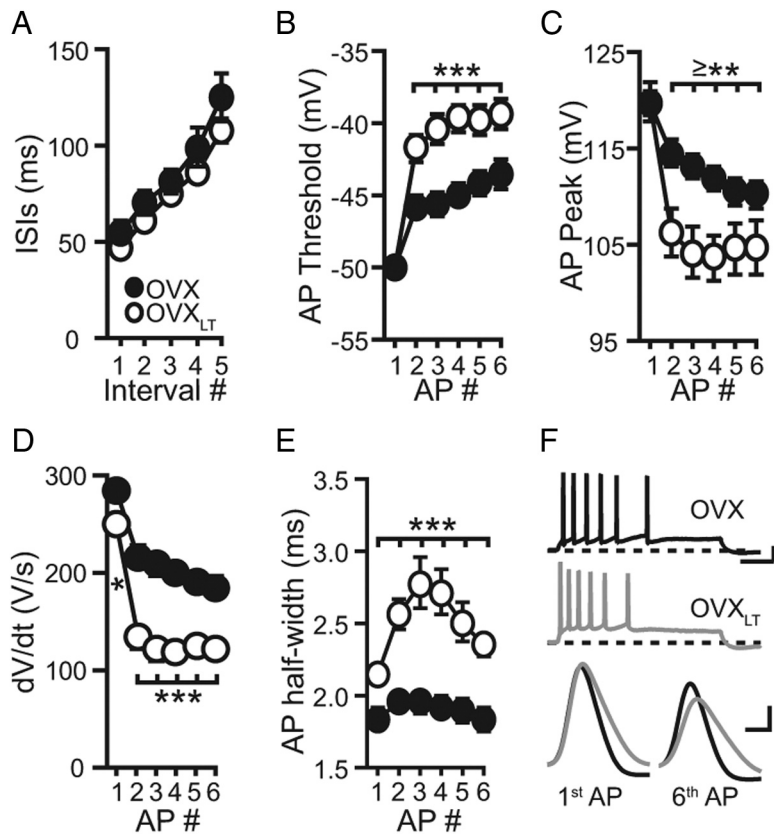 A
ISIs (ms)
150
100
50
0
OVX
OVX_LT
1 2 3 4 5
Interval #
B
AP Threshold (mV)
-35
-40
-45
-50
-55
***
1 2 3 4 5 6
AP #
C
AP Peak (mV)
125
115
105
95
≥**
1 2 3 4 5 6
AP #
D
dV/dt (V/s)
300
200
100
0
*
***
1 2 3 4 5 6
AP #
E
AP half-width (ms)
3.5
3.0
2.5
2.0
1.5
***
1 2 3 4 5 6
AP #
F
OVX
OVX_LT
1st AP
6th AP